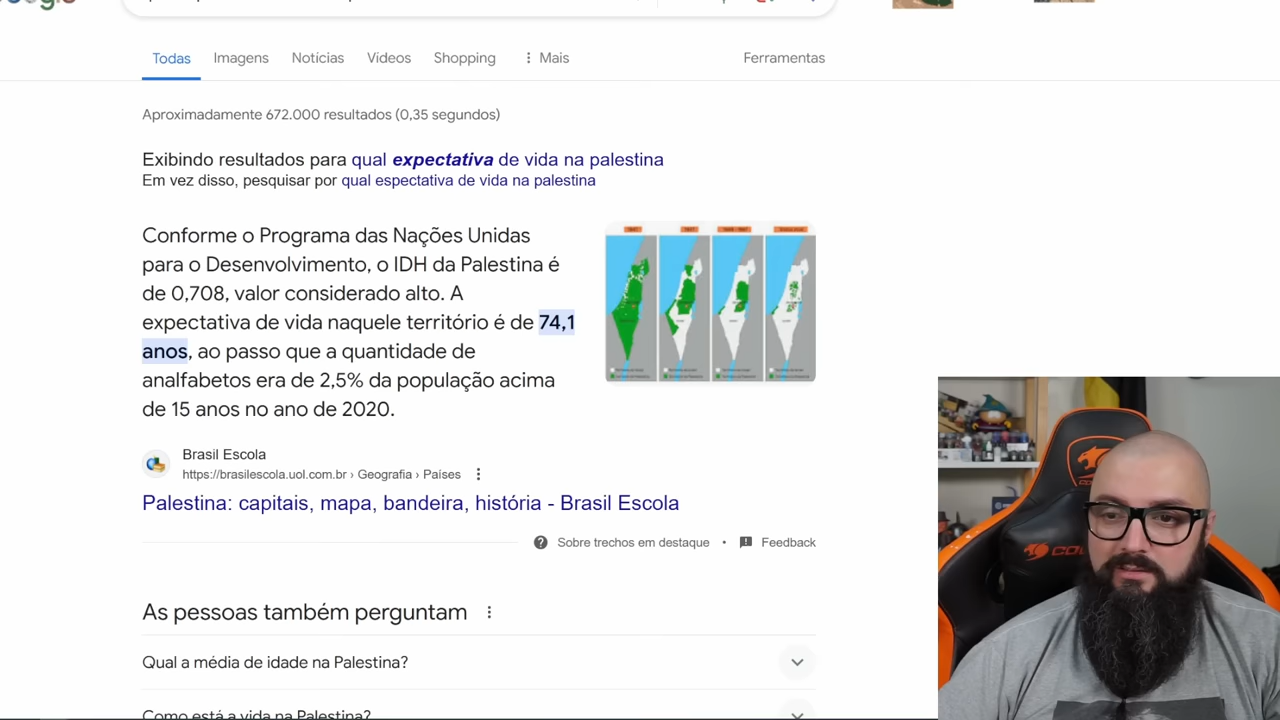 Todas Imagens Notícias Vídeos Shopping Mais Ferramentas
Aproximadamente 672.000 resultados (0,35 segundos)
Exibindo resultados para qual expectativa de vida na palestina
Em vez disso, pesquisar por qual espectativa de vida na palestina
Conforme o Programa das Nações Unidas
para o Desenvolvimento, o IDH da Palestina é
de 0,708, valor considerado alto. A
expectativa de vida naquele território é de 74,1
anos, ao passo que a quantidade de
analfabetos era de 2,5% da população acima
de 15 anos no ano de 2020.
Brasil Escola
https://brasilescola.uol.com.br › Geografia › Países
Palestina: capitais, mapa, bandeira, história - Brasil Escola
Sobre trechos em destaque • Feedback
As pessoas também perguntam
Qual a média de idade na Palestina?
Como está a vida na Palestina?